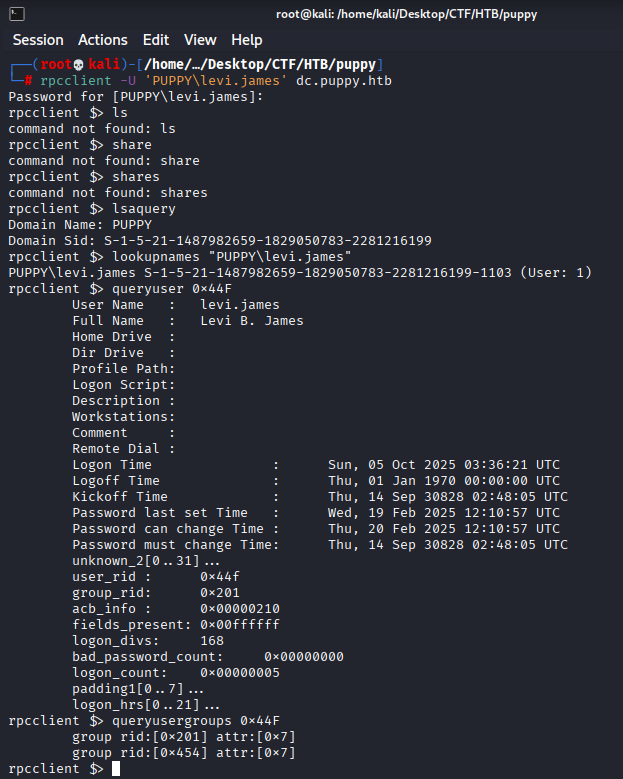 root@kali: /home/kali/Desktop/CTF/HTB/puppy
Session Actions Edit View Help
┌──(root💀kali)-[/home/…/Desktop/CTF/HTB/puppy]
└─# rpcclient -U 'PUPPY\levi.james' dc.puppy.htb
Password for [PUPPY\levi.james]:
rpcclient $> ls
command not found: ls
rpcclient $> share
command not found: share
rpcclient $> shares
command not found: shares
rpcclient $> lsaquery
Domain Name: PUPPY
Domain Sid: S-1-5-21-1487982659-1829050783-2281216199
rpcclient $> lookupnames "PUPPY\levi.james"
PUPPY\levi.james S-1-5-21-1487982659-1829050783-2281216199-1103 (User: 1)
rpcclient $> queryuser 0×44F
User Name : levi.james
Full Name : Levi B. James
Home Drive :
Dir Drive :
Profile Path:
Logon Script:
Description :
Workstations:
Comment :
Remote Dial :
Logon Time : Sun, 05 Oct 2025 03:36:21 UTC
Logoff Time : Thu, 01 Jan 1970 00:00:00 UTC
Kickoff Time : Thu, 14 Sep 30828 02:48:05 UTC
Password last set Time : Wed, 19 Feb 2025 12:10:57 UTC
Password can change Time : Thu, 20 Feb 2025 12:10:57 UTC
Password must change Time: Thu, 14 Sep 30828 02:48:05 UTC
unknown_2[0..31]...
user_rid : 0×44f
group_rid: 0×201
acb_info : 0×00000210
fields_present: 0×00ffffff
logon_divs: 168
bad_password_count: 0×00000000
logon_count: 0×00000005
padding1[0..7]...
logon_hrs[0..21]...
rpcclient $> queryusergroups 0×44F
group rid:[0×201] attr:[0×7]
group rid:[0×454] attr:[0×7]
rpcclient $>